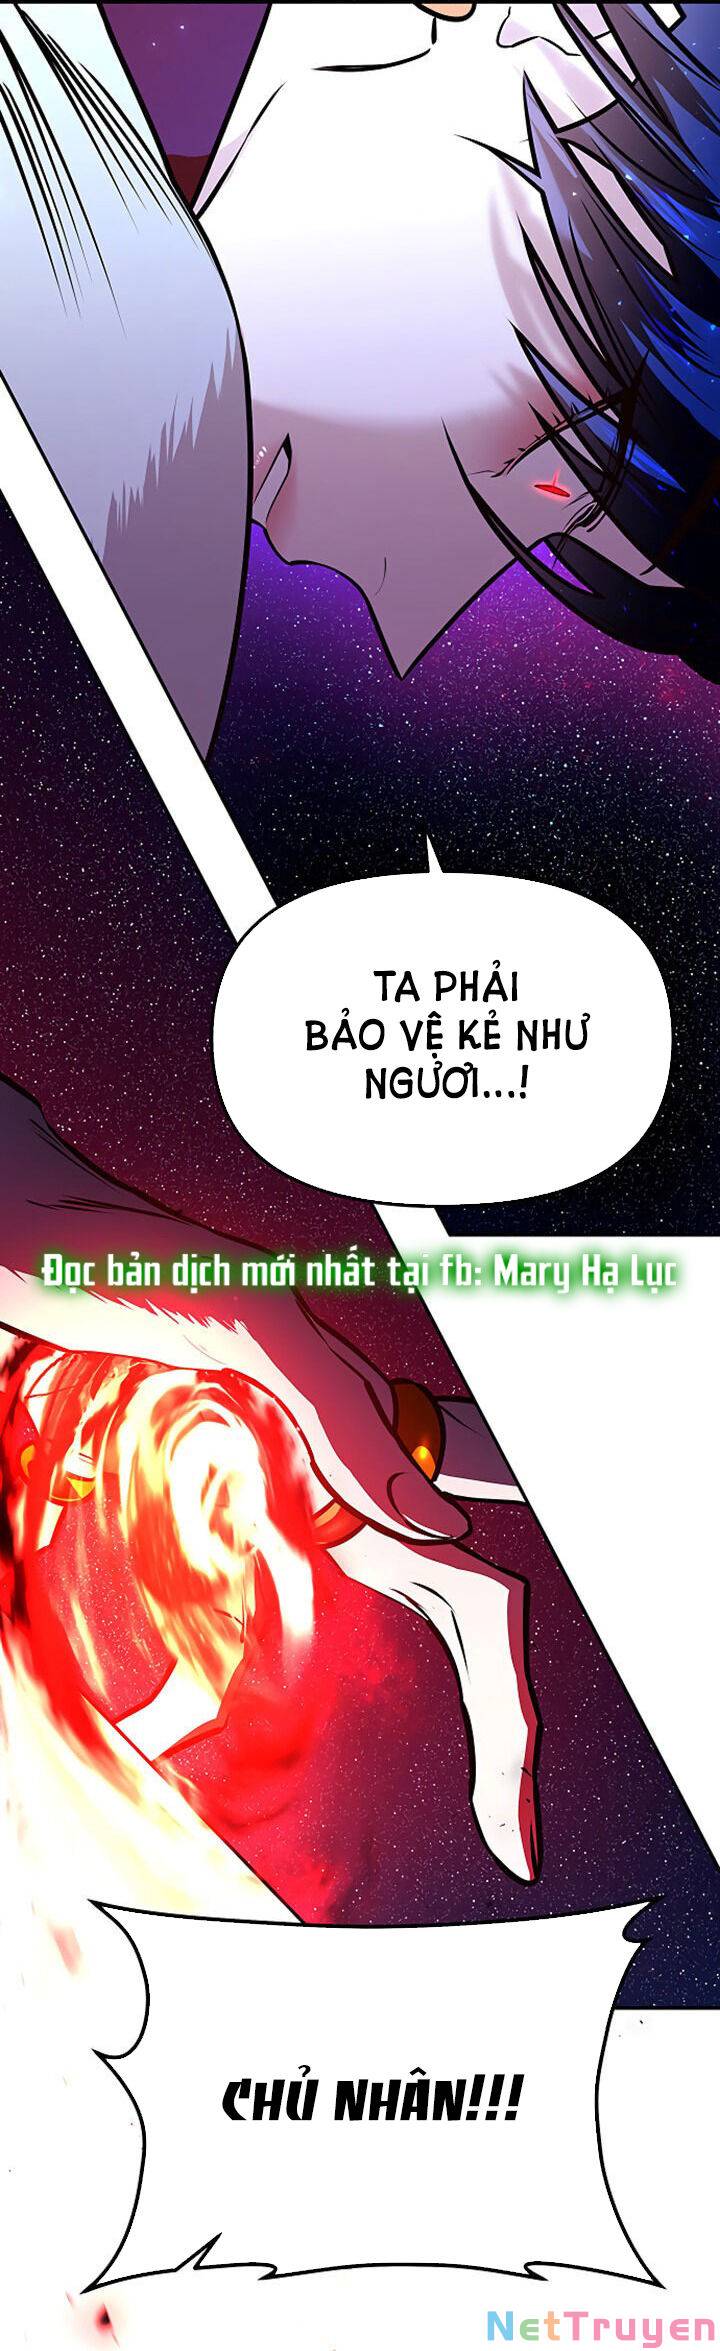 TA PHẢI
BẢO VỆ KẺ NHƯ
NGƯƠI...!
Đọc bản dịch mới nhất tại fb: Mary Hạ Lục
CHỦ NHÂN!!!
NetTruyen